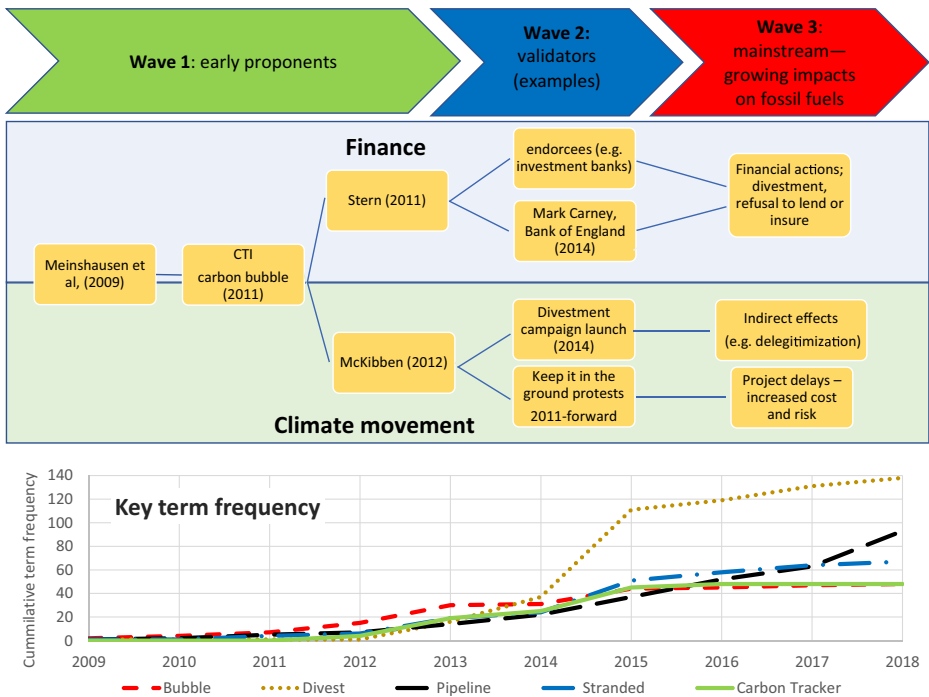 Wave 1: early proponents
Wave 2:
validators
(examples)
Wave 3:
mainstream—
growing impacts
on fossil fuels
Finance
Climate movement
Meinshausen et
al, (2009)
CTI
carbon bubble
(2011)
Stern (2011)
McKibben (2012)
endorcees (e.g.
investment banks)
Mark Carney,
Bank of England
(2014)
Financial actions;
divestment,
refusal to lend or
insure
Divestment
campaign launch
(2014)
Indirect effects
(e.g. delegitimization)
Keep it in the
ground protests
2011-forward
Project delays –
increased cost
and risk
Key term frequency
Cummilative term frequency
140
120
100
80
60
40
20
0
2009 2010 2011 2012 2013 2014 2015 2016 2017 2018
Bubble Divest Pipeline Stranded Carbon Tracker